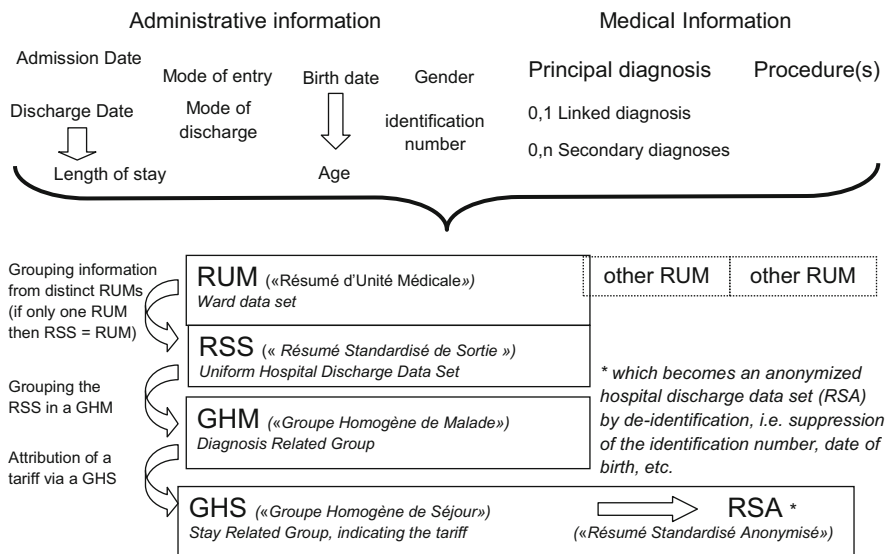 Administrative information
Medical Information
Admission Date
Mode of entry
Birth date
Gender
Principal diagnosis
Procedure(s)
Discharge Date
Mode of
discharge
identification
number
0,1 Linked diagnosis
0,n Secondary diagnoses
Length of stay
Age
Grouping information
from distinct RUMs
(if only one RUM
then RSS = RUM)
RUM («Résumé d'Unité Médicale»)
Ward data set
other RUM
other RUM
RSS (« Résumé Standardisé de Sortie »)
Uniform Hospital Discharge Data Set
Grouping the
RSS in a GHM
GHM («Groupe Homogène de Malade»)
Diagnosis Related Group
* which becomes an anonymized
hospital discharge data set (RSA)
by de-identification, i.e. suppression
of the identification number, date of
birth, etc.
Attribution of a
tariff via a GHS
GHS («Groupe Homogène de Séjour»)
Stay Related Group, indicating the tariff
RSA *
(«Résumé Standardisé Anonymisé»)